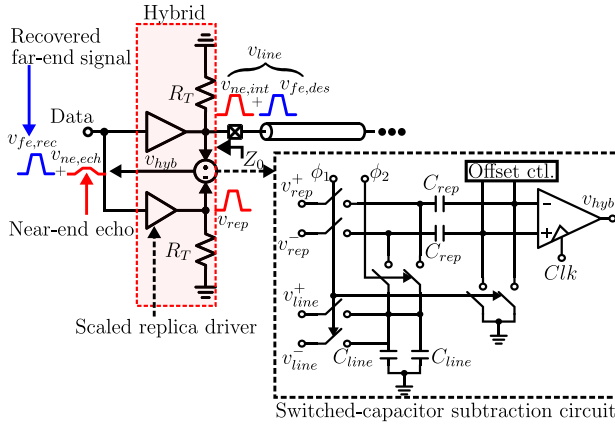 Recovered
far-end signal
Hybrid
v_line
R_T
v_ne,int + v_fe,des
Data
v_fe,rec
+ v_ne,ech
v_hyb
Z_0
Near-end echo
v_rep
R_T
Scaled replica driver
ϕ_1
ϕ_2
Offset ctl.
C_rep
v_rep^+
v_rep^-
C_rep
v_hyb
-
+
Clk
v_line^+
v_line^-
C_line
C_line
Switched-capacitor subtraction circuit